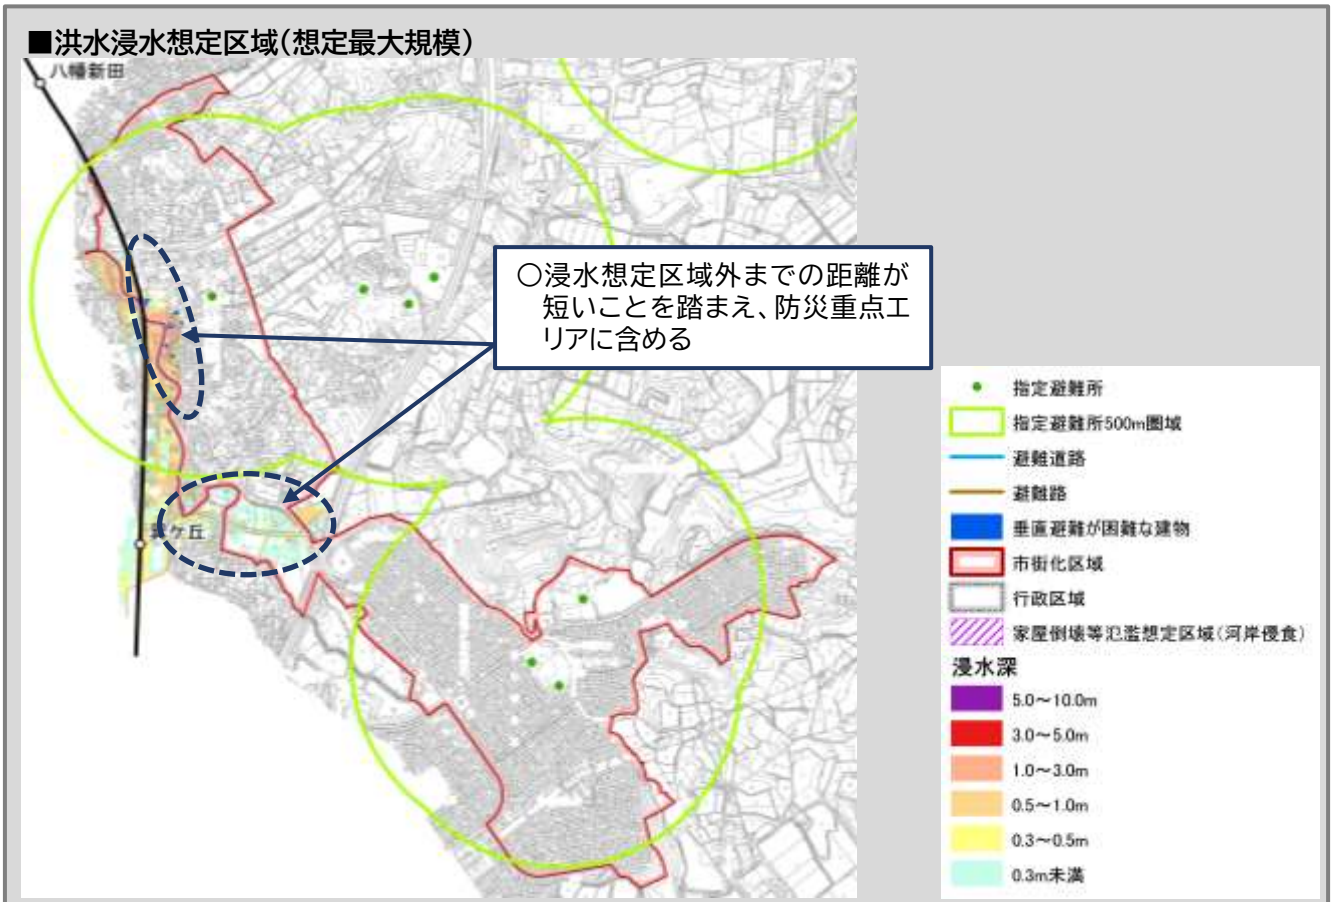 ■洪水浸水想定区域(想定最大規模)
八幡新田
○浸水想定区域外までの距離が
短いことを踏まえ、防災重点エ
リアに含める
指定避難所
指定避難所500m圏域
避難道路
避難路
垂直避難が困難な建物
市街化区域
行政区域
家屋倒壊等氾濫想定区域(河岸侵食)
浸水深
5.0～10.0m
3.0～5.0m
1.0～3.0m
0.5～1.0m
0.3～0.5m
0.3m未満
ケ丘